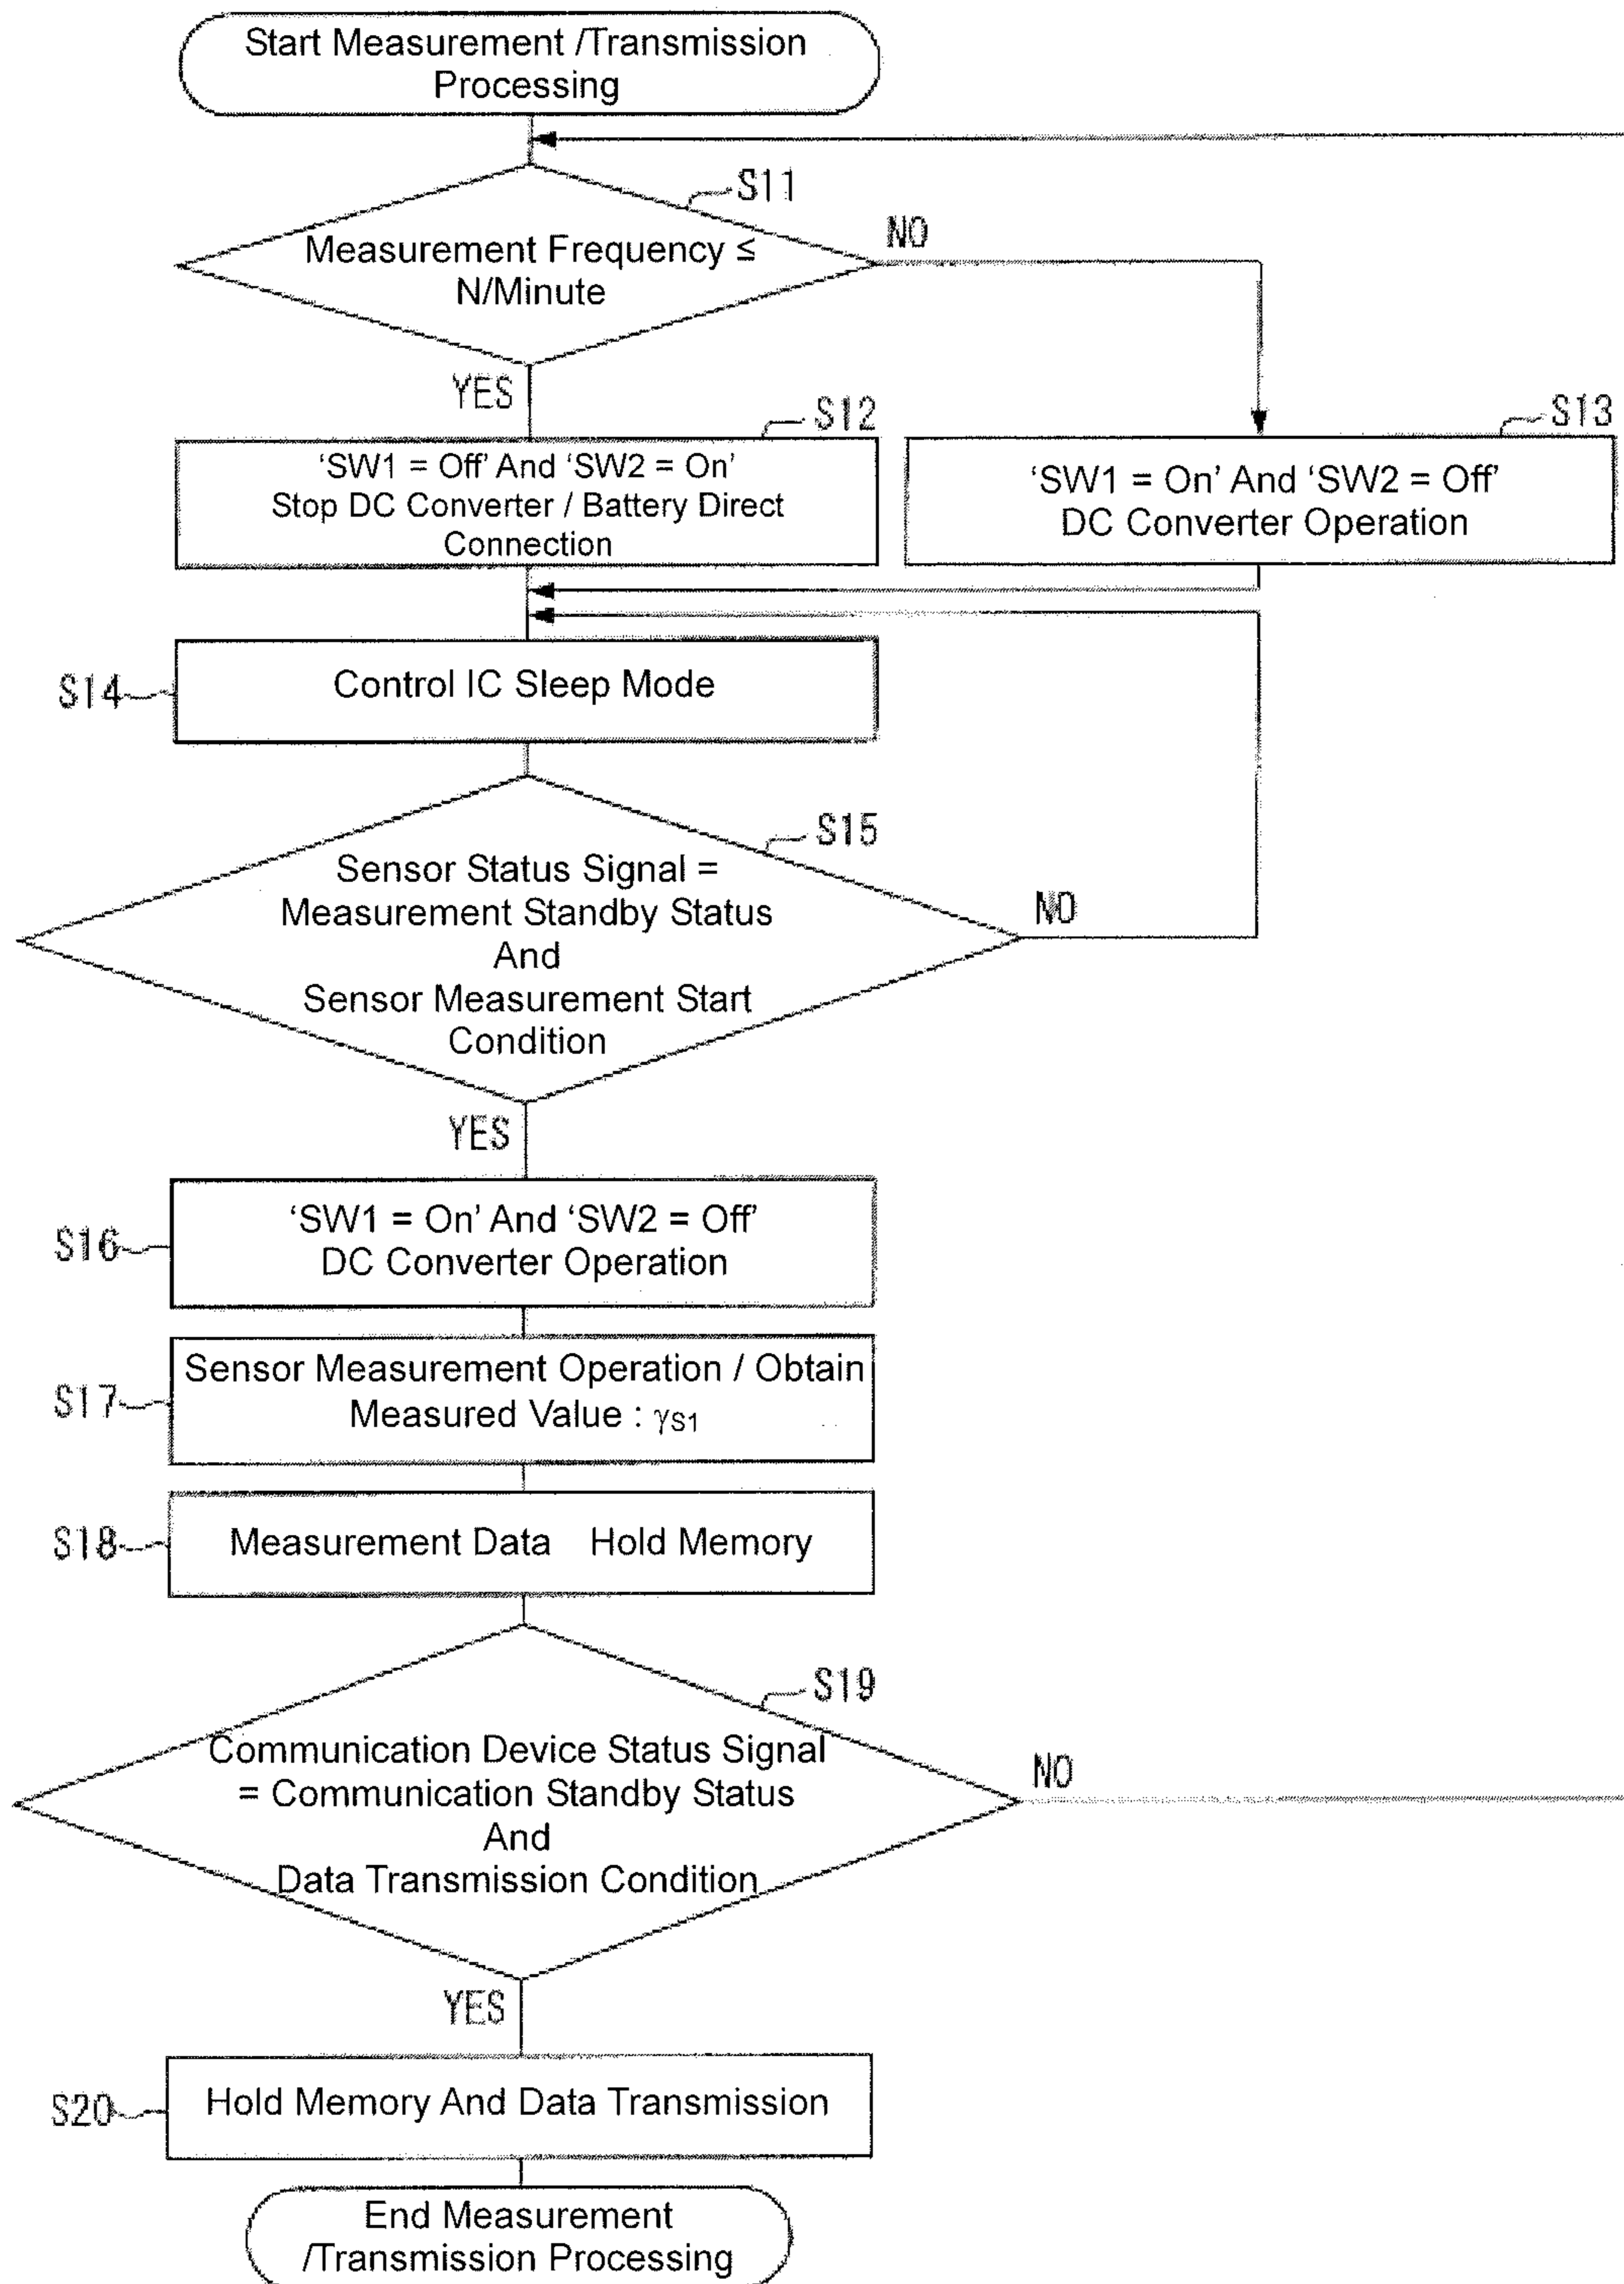 Start Measurement /Transmission
Processing
S11
Measurement Frequency ≤
N/Minute
NO
YES
S12
'SW1 = Off' And 'SW2 = On'
Stop DC Converter / Battery Direct
Connection
S13
'SW1 = On' And 'SW2 = Off'
DC Converter Operation
S14
Control IC Sleep Mode
S15
Sensor Status Signal =
Measurement Standby Status
And
Sensor Measurement Start
Condition
NO
YES
S16
'SW1 = On' And 'SW2 = Off'
DC Converter Operation
S17
Sensor Measurement Operation / Obtain
Measured Value : γS1
S18
Measurement Data Hold Memory
S19
Communication Device Status Signal
= Communication Standby Status
And
Data Transmission Condition
NO
YES
S20
Hold Memory And Data Transmission
End Measurement
/Transmission Processing